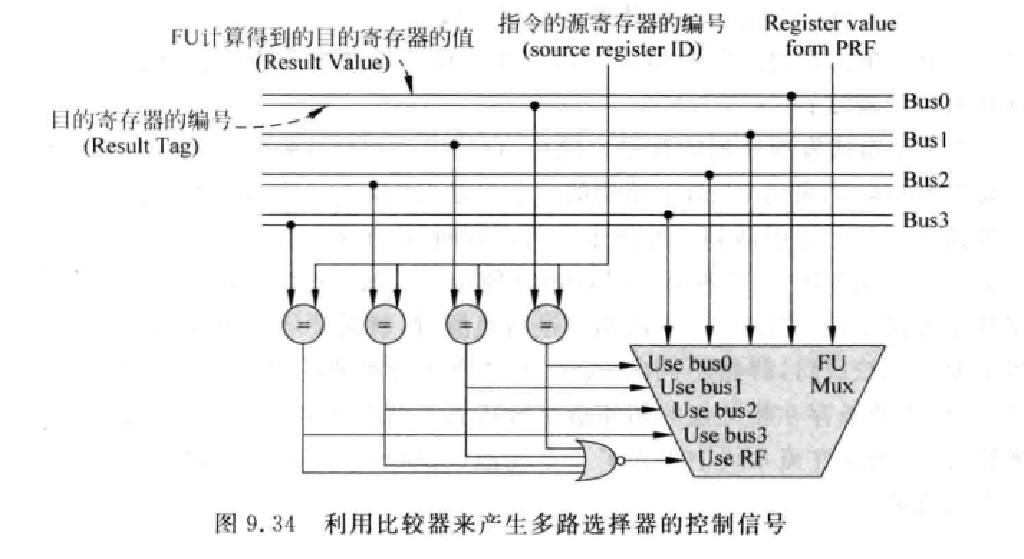 FU计算得到的目的寄存器的值
(Result Value)
指令的源寄存器的编号
(source register ID)
Register value
form PRF
目的寄存器的编号
(Result Tag)
Bus0
Bus1
Bus2
Bus3
=
=
=
=
Use bus0
Use bus1
Use bus2
Use bus3
Use RF
FU
Mux
图 9.34 利用比较器来产生多路选择器的控制信号